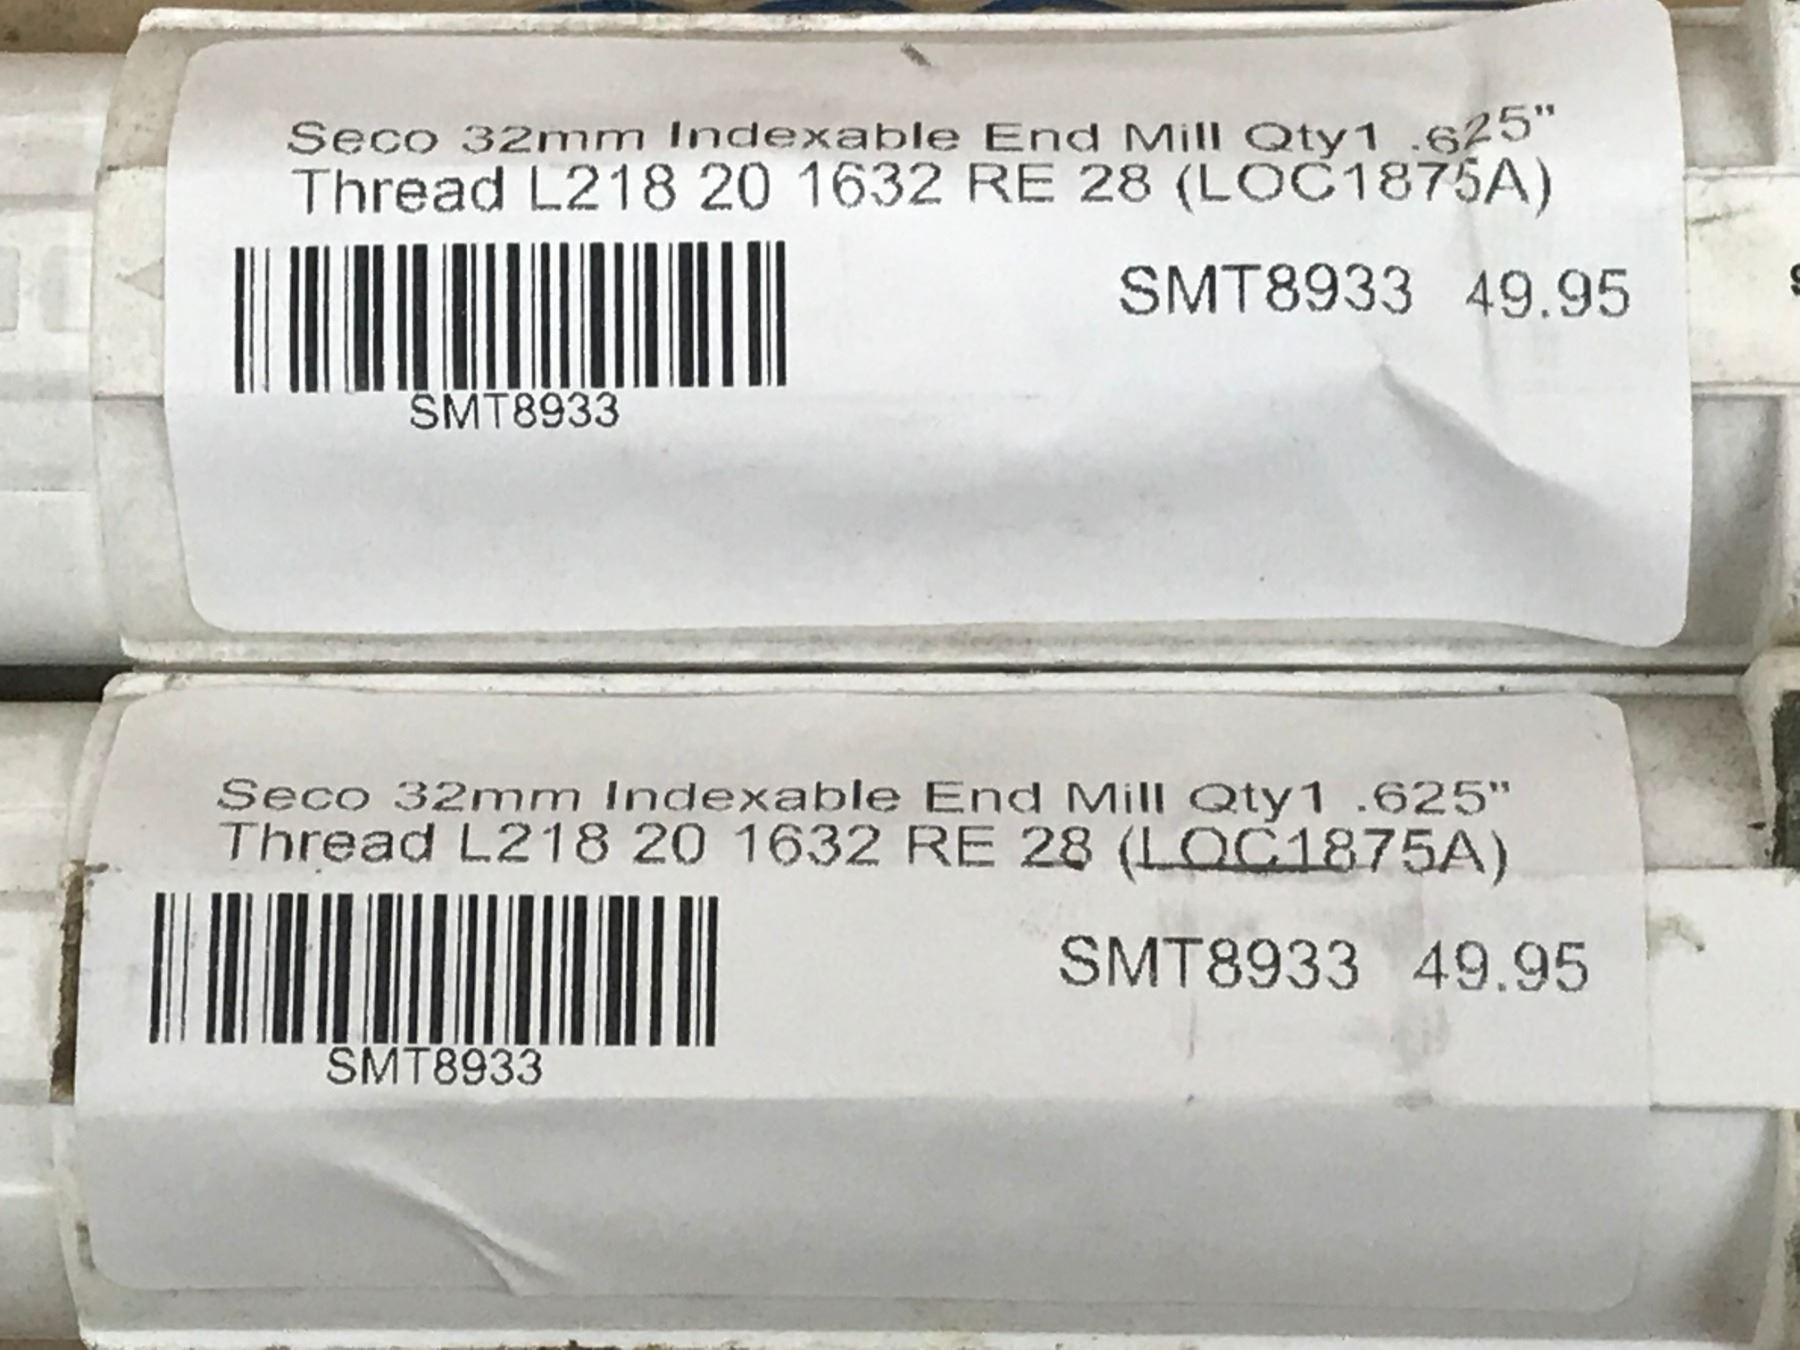 Seco 32mm Indexable End Mill Qty1 .625"
Thread L218 20 1632 RE 28 (LOC1875A)
SMT8933 49.95
SMT8933
Seco 32mm Indexable End Mill Qty1 .625"
Thread L218 20 1632 RE 28 (LOC1875A)
SMT8933 49.95
SMT8933